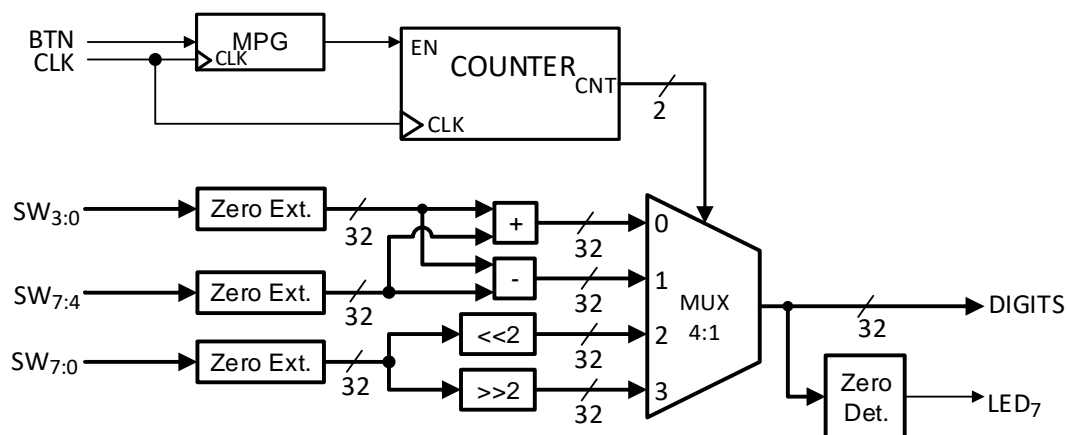 BTN
CLK
MPG
CLK
EN
COUNTER
CNT
CLK
2
SW3:0
Zero Ext.
32
+
32
0
SW7:4
Zero Ext.
32
-
32
1
MUX
4:1
32
DIGITS
SW7:0
Zero Ext.
32
<<2
32
2
>>2
32
3
Zero
Det.
LED7